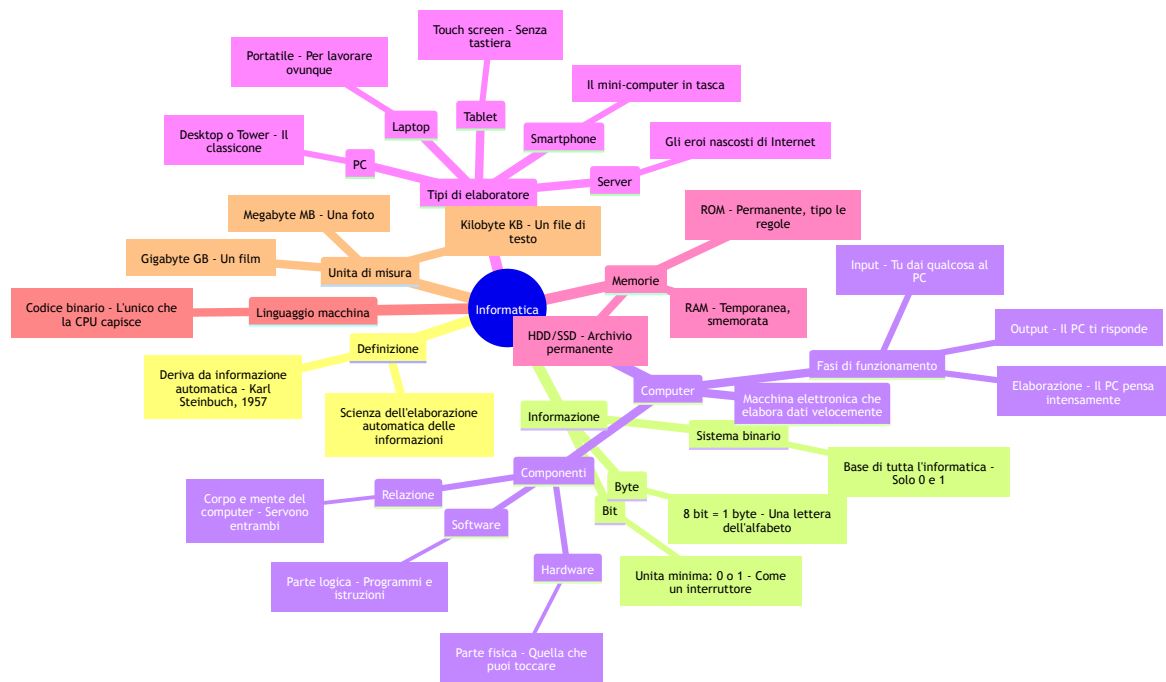 Touch screen - Senza
tastiera
Portatile - Per lavorare
ovunque
Il mini-computer in tasca
Tablet
Laptop
Smartphone
Desktop o Tower - Il
classicone
Gli eroi nascosti di Internet
PC
Server
Tipi di elaboratore
Megabyte MB - Una foto
Kilobyte KB - Un file di
testo
ROM - Permanente, tipo le
regole
Gigabyte GB - Un film
Unita di misura
Memorie
Input - Tu dai qualcosa al
PC
Codice binario - L'unico che
la CPU capisce
Linguaggio macchina
Informatica
RAM - Temporanea,
smemorata
HDD/SSD - Archivio
permanente
Output - Il PC ti risponde
Definizione
Fasi di funzionamento
Deriva da informazione
automatica - Karl
Steinbuch, 1957
Computer
Elaborazione - Il PC pensa
intensamente
Macchina elettronica che
elabora dati velocemente
Scienza dell'elaborazione
automatica delle
informazioni
Informazione
Sistema binario
Base di tutta l'informatica -
Solo 0 e 1
Componenti
Relazione
Byte
Corpo e mente del
computer - Servono
entrambi
Bit
8 bit = 1 byte - Una lettera
dell'alfabeto
Software
Hardware
Parte logica - Programmi e
istruzioni
Unita minima: 0 o 1 - Come
un interruttore
Parte fisica - Quella che
puoi toccare